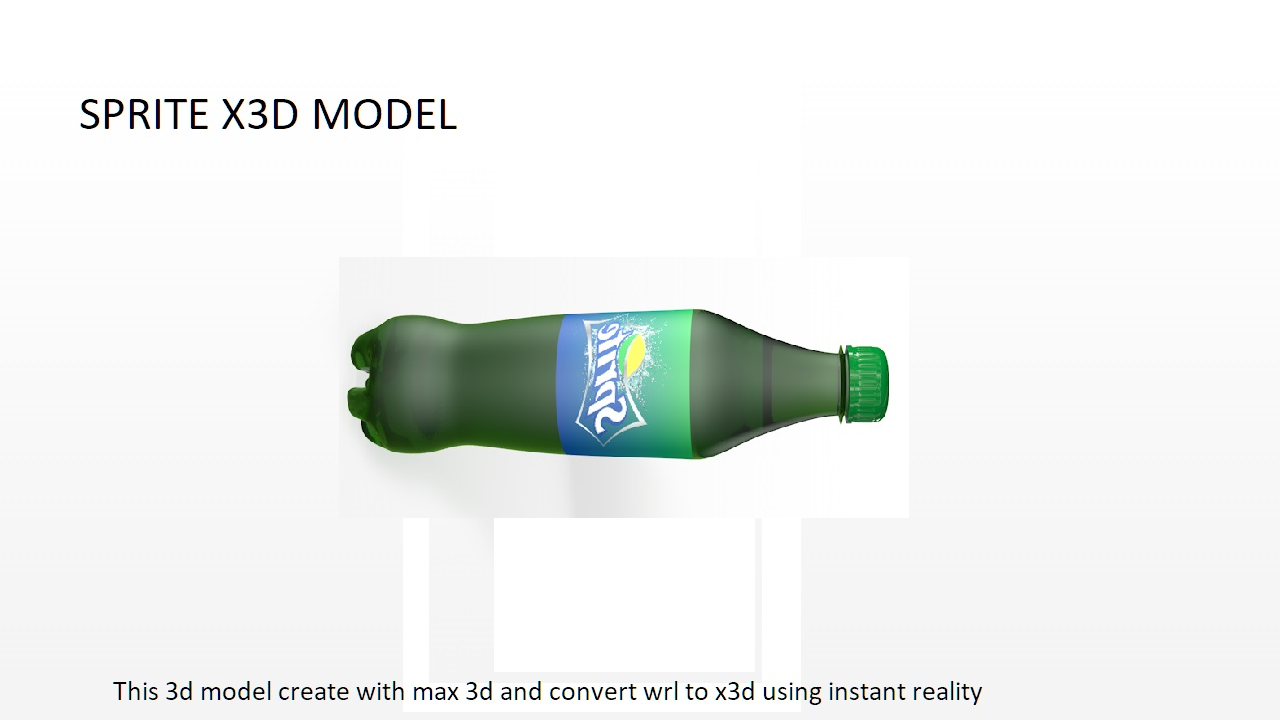 SPRITE X3D MODEL
Sprite
This 3d model create with max 3d and convert wrl to x3d using instant reality